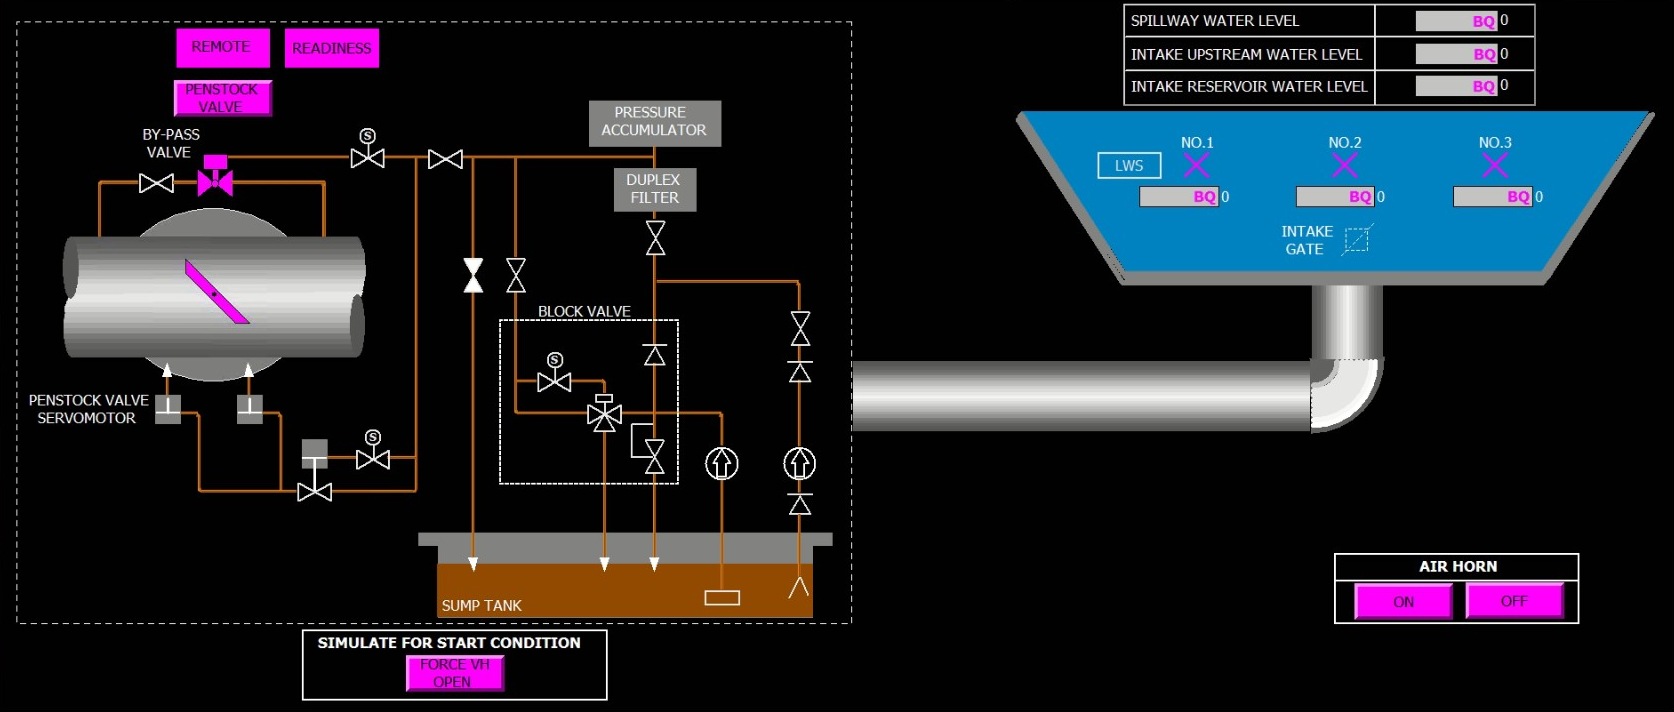 REMOTE
READINESS
PENSTOCK
VALVE
BY-PASS
VALVE
S
PRESSURE
ACCUMULATOR
DUPLEX
FILTER
BLOCK VALVE
S
PENSTOCK VALVE
SERVOMOTOR
S
SUMP TANK
SIMULATE FOR START CONDITION
FORCE VH
OPEN
SPILLWAY WATER LEVEL BQ 0
INTAKE UPSTREAM WATER LEVEL BQ 0
INTAKE RESERVOIR WATER LEVEL BQ 0
NO.1 NO.2 NO.3
LWS
BQ 0 BQ 0 BQ 0
INTAKE
GATE
AIR HORN
ON OFF